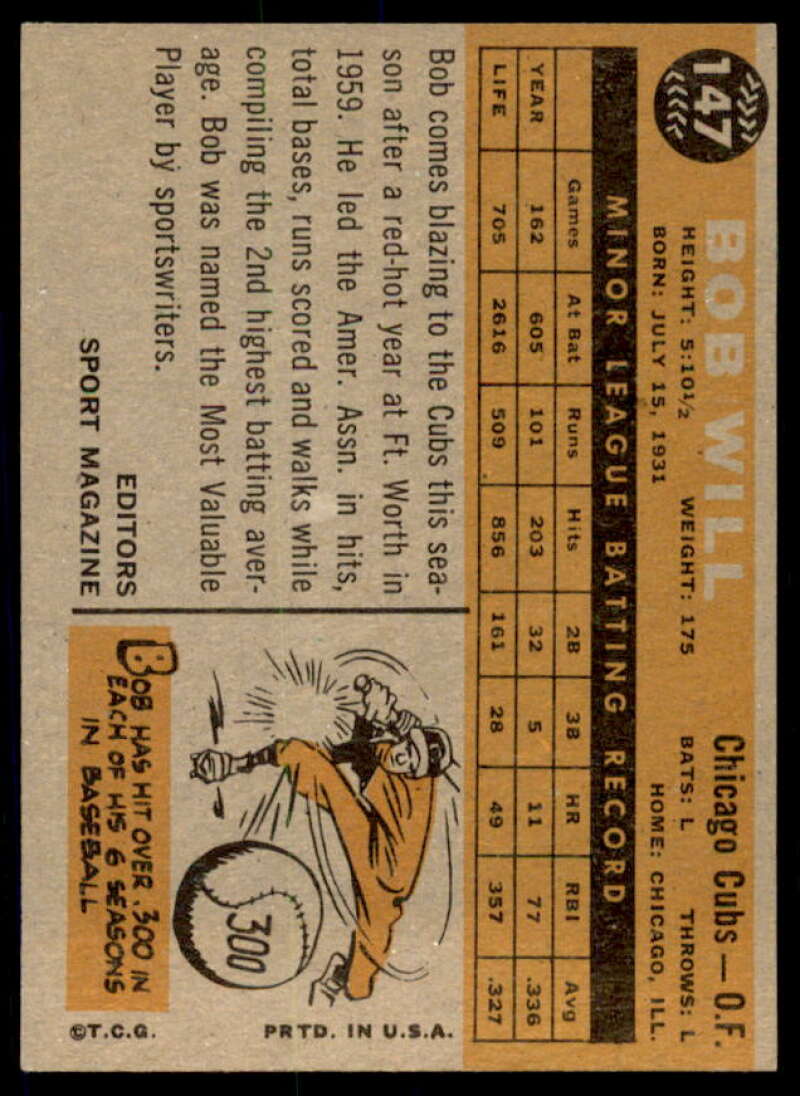 147
BOB WILL
Chicago Cubs — O.F.
HEIGHT: 5:10½ WEIGHT: 175 BATS: L THROWS: L
BORN: JULY 15, 1931 HOME: CHICAGO, ILL.
MINOR LEAGUE BATTING RECORD
Games At Bat Runs Hits 2B 3B HR RBI Avg
YEAR 162 605 101 203 32 5 11 77 .336
LIFE 705 2616 509 856 161 28 49 357 .327
Bob comes blazing to the Cubs this sea-
son after a red-hot year at Ft. Worth in
1959. He led the Amer. Assn. in hits,
total bases, runs scored and walks while
compiling the 2nd highest batting aver-
age. Bob was named the Most Valuable
Player by sportswriters.
EDITORS
SPORT MAGAZINE
300
BOB HAS HIT OVER .300 IN
EACH OF HIS 6 SEASONS
IN BASEBALL
©T.C.G. PRTD. IN U.S.A.